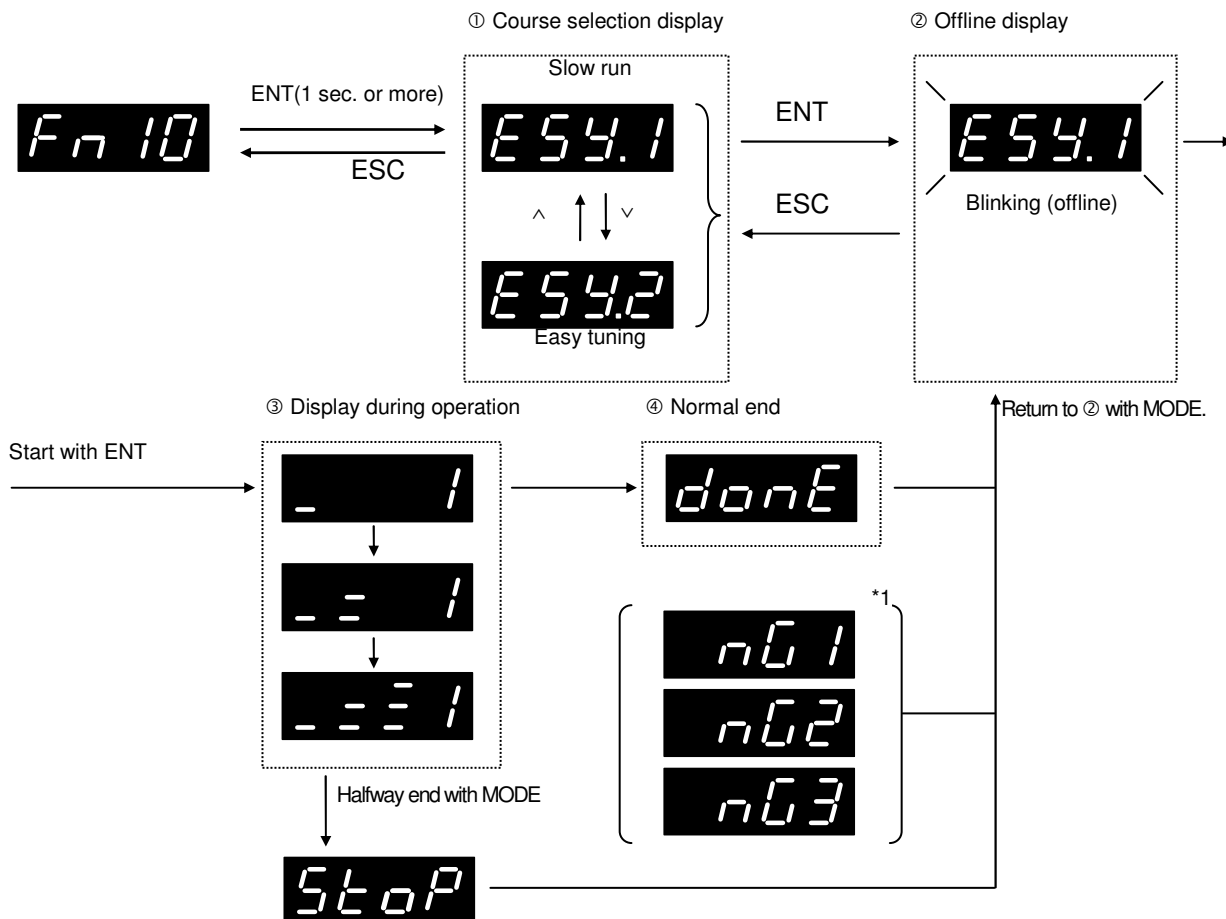 ① Course selection display
② Offline display
Slow run
ENT(1 sec. or more)
Fn 10
ESY.1
ENT
ESY.1
ESC
ESC
Blinking (offline)
^ v
ESY.2
Easy tuning
③ Display during operation
④ Normal end
Return to ② with MODE.
Start with ENT
_ 1
donE
_ = 1
*1
nG 1
_ = ≡ 1
nG2
nG3
Halfway end with MODE
StoP